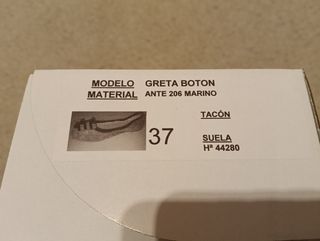 MODELO GRETA BOTON
MATERIAL ANTE 206 MARINO
TACÓN
37
SUELA
Hª 44280